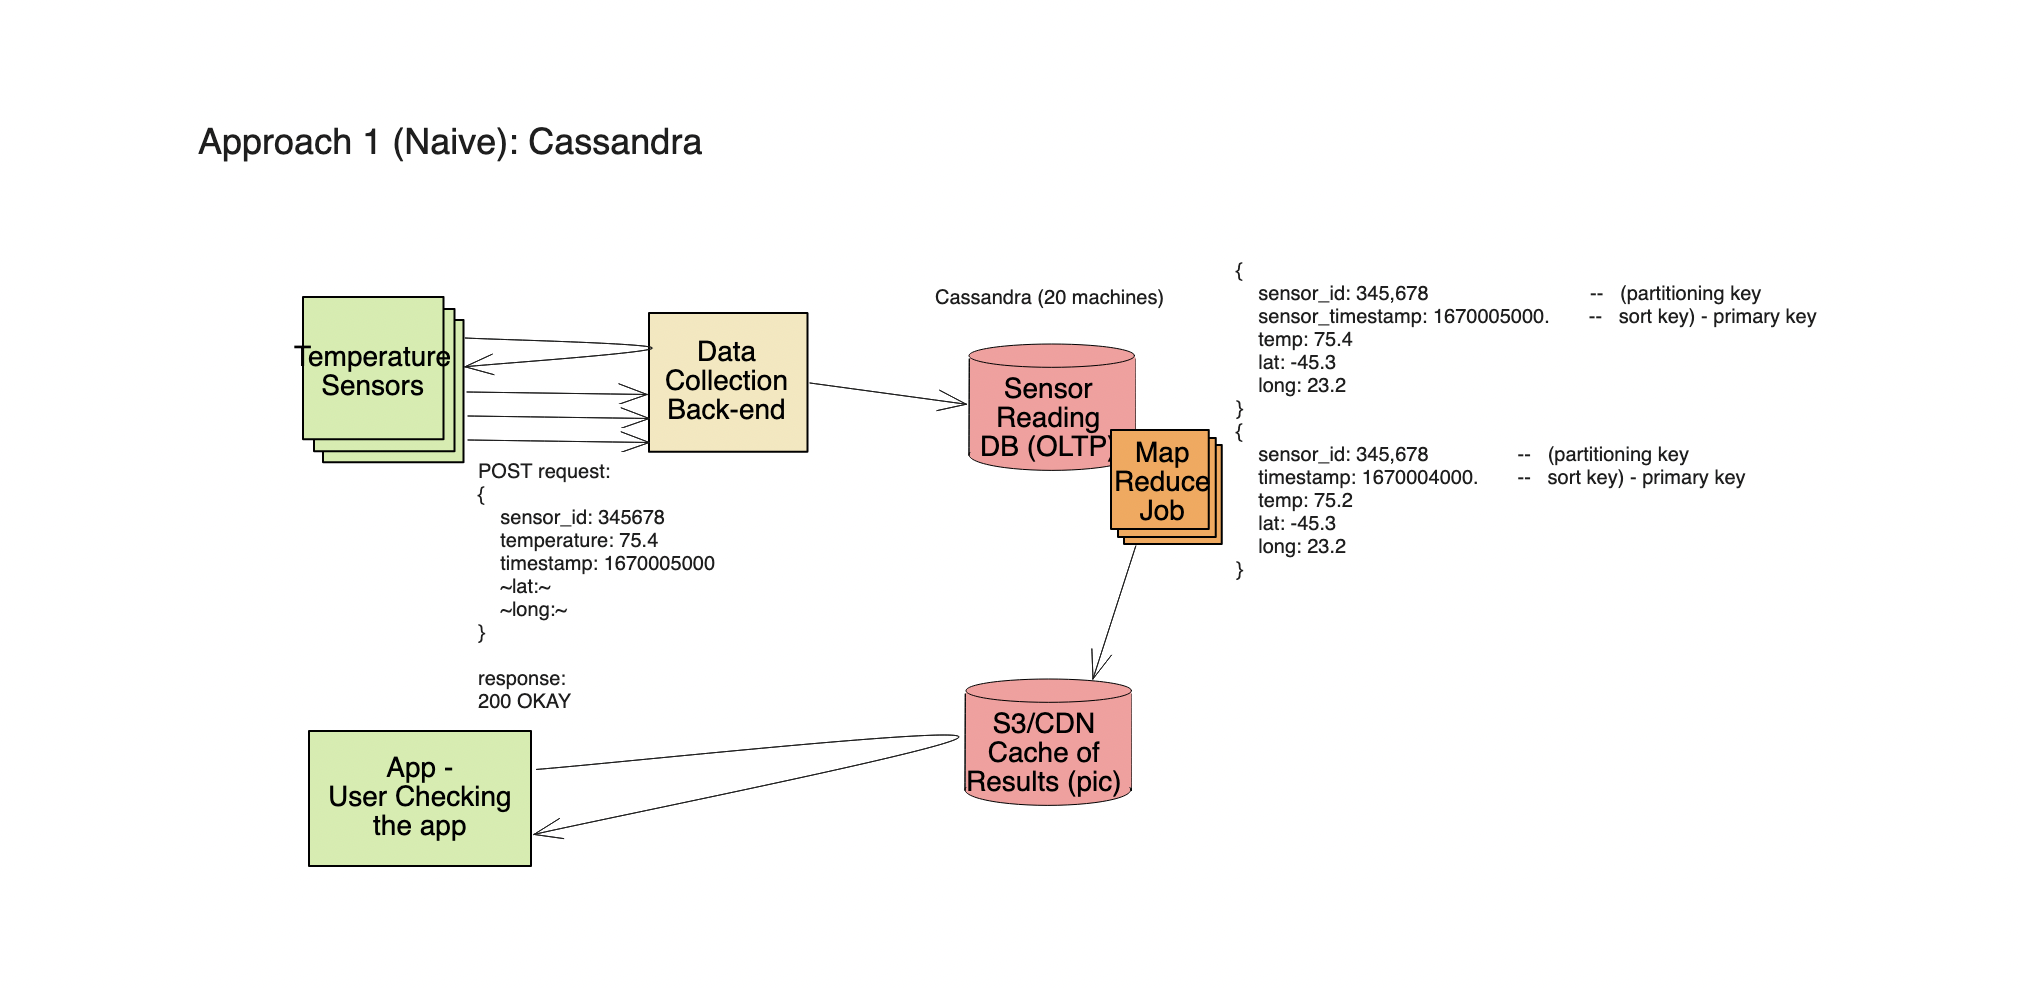 Approach 1 (Naive): Cassandra
Temperature
Sensors
Data
Collection
Back-end
POST request:
{
sensor_id: 345678
temperature: 75.4
timestamp: 1670005000
~lat:~
~long:~
}
response:
200 OKAY
Cassandra (20 machines)
Sensor
Reading
DB (OLTP)
Map
Reduce
Job
{
sensor_id: 345,678 -- (partitioning key
sensor_timestamp: 1670005000. -- sort key) - primary key
temp: 75.4
lat: -45.3
long: 23.2
}
{
sensor_id: 345,678 -- (partitioning key
timestamp: 1670004000. -- sort key) - primary key
temp: 75.2
lat: -45.3
long: 23.2
}
S3/CDN
Cache of
Results (pic)
App -
User Checking
the app